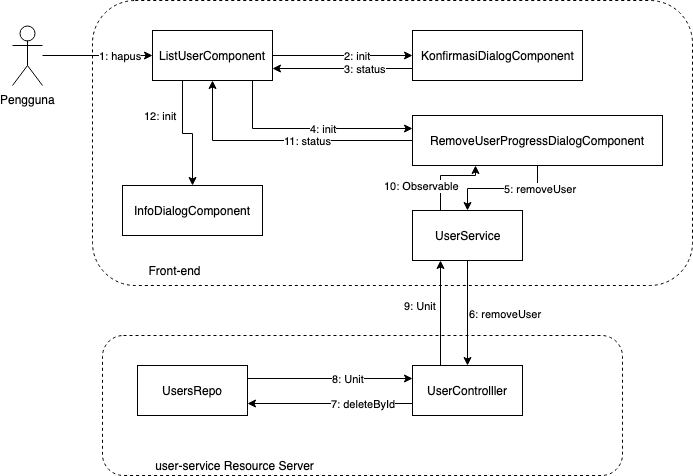 1: hapus
ListUserComponent
2: init
3: status
KonfirmasiDialogComponent
Pengguna
12: init
4: init
11: status
RemoveUserProgressDialogComponent
10: Observable
5: removeUser
InfoDialogComponent
UserService
Front-end
9: Unit
6: removeUser
UsersRepo
8: Unit
7: deleteById
UserControlller
user-service Resource Server